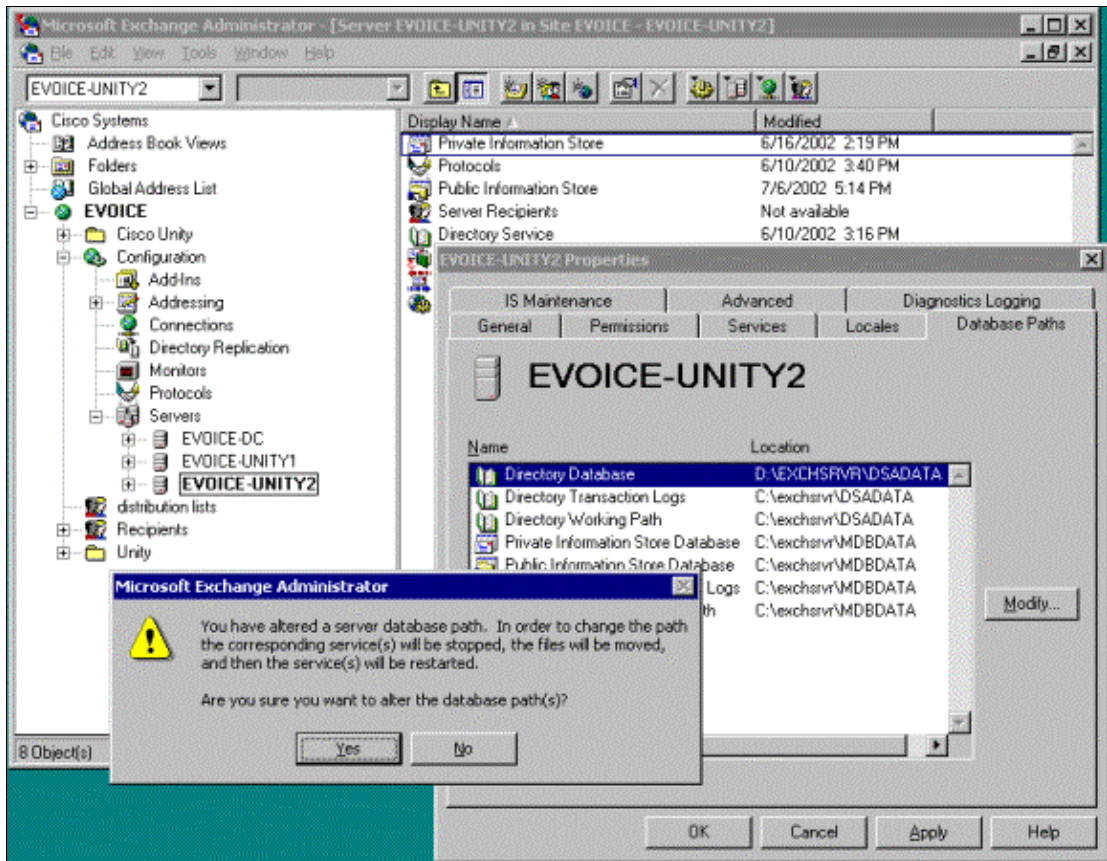 Microsoft Exchange Administrator - [Server EVOICE-UNITY2 in Site EVOICE - EVOICE-UNITY2]
File Edit View Tools Window Help
EVOICE-UNITY2
Cisco Systems
Address Book Views
Folders
Global Address List
EVOICE
Cisco Unity
Configuration
Add-Ins
Addressing
Connections
Directory Replication
Monitors
Protocols
Servers
EVOICE-DC
EVOICE-UNITY1
EVOICE-UNITY2
distribution lists
Recipients
Unity
8 Object(s)
Display Name Modified
Private Information Store 6/16/2002 2:19 PM
Protocols 6/10/2002 3:40 PM
Public Information Store 7/6/2002 5:14 PM
Server Recipients Not available
Directory Service 6/10/2002 3:16 PM
EVOICE-UNITY2 Properties
IS Maintenance Advanced Diagnostics Logging
General Permissions Services Locales Database Paths
EVOICE-UNITY2
Name Location
Directory Database D:\EXCHSRVR\DSADATA
Directory Transaction Logs C:\exchsrvr\DSADATA
Directory Working Path C:\exchsrvr\DSADATA
Private Information Store Database C:\exchsrvr\MDBDATA
Public Information Store Database C:\exchsrvr\MDBDATA
Logs C:\exchsrvr\MDBDATA
C:\exchsrvr\MDBDATA
Modify...
Microsoft Exchange Administrator
You have altered a server database path. In order to change the path
the corresponding service(s) will be stopped, the files will be moved,
and then the service(s) will be restarted.
Are you sure you want to alter the database path(s)?
Yes No
OK Cancel Apply Help